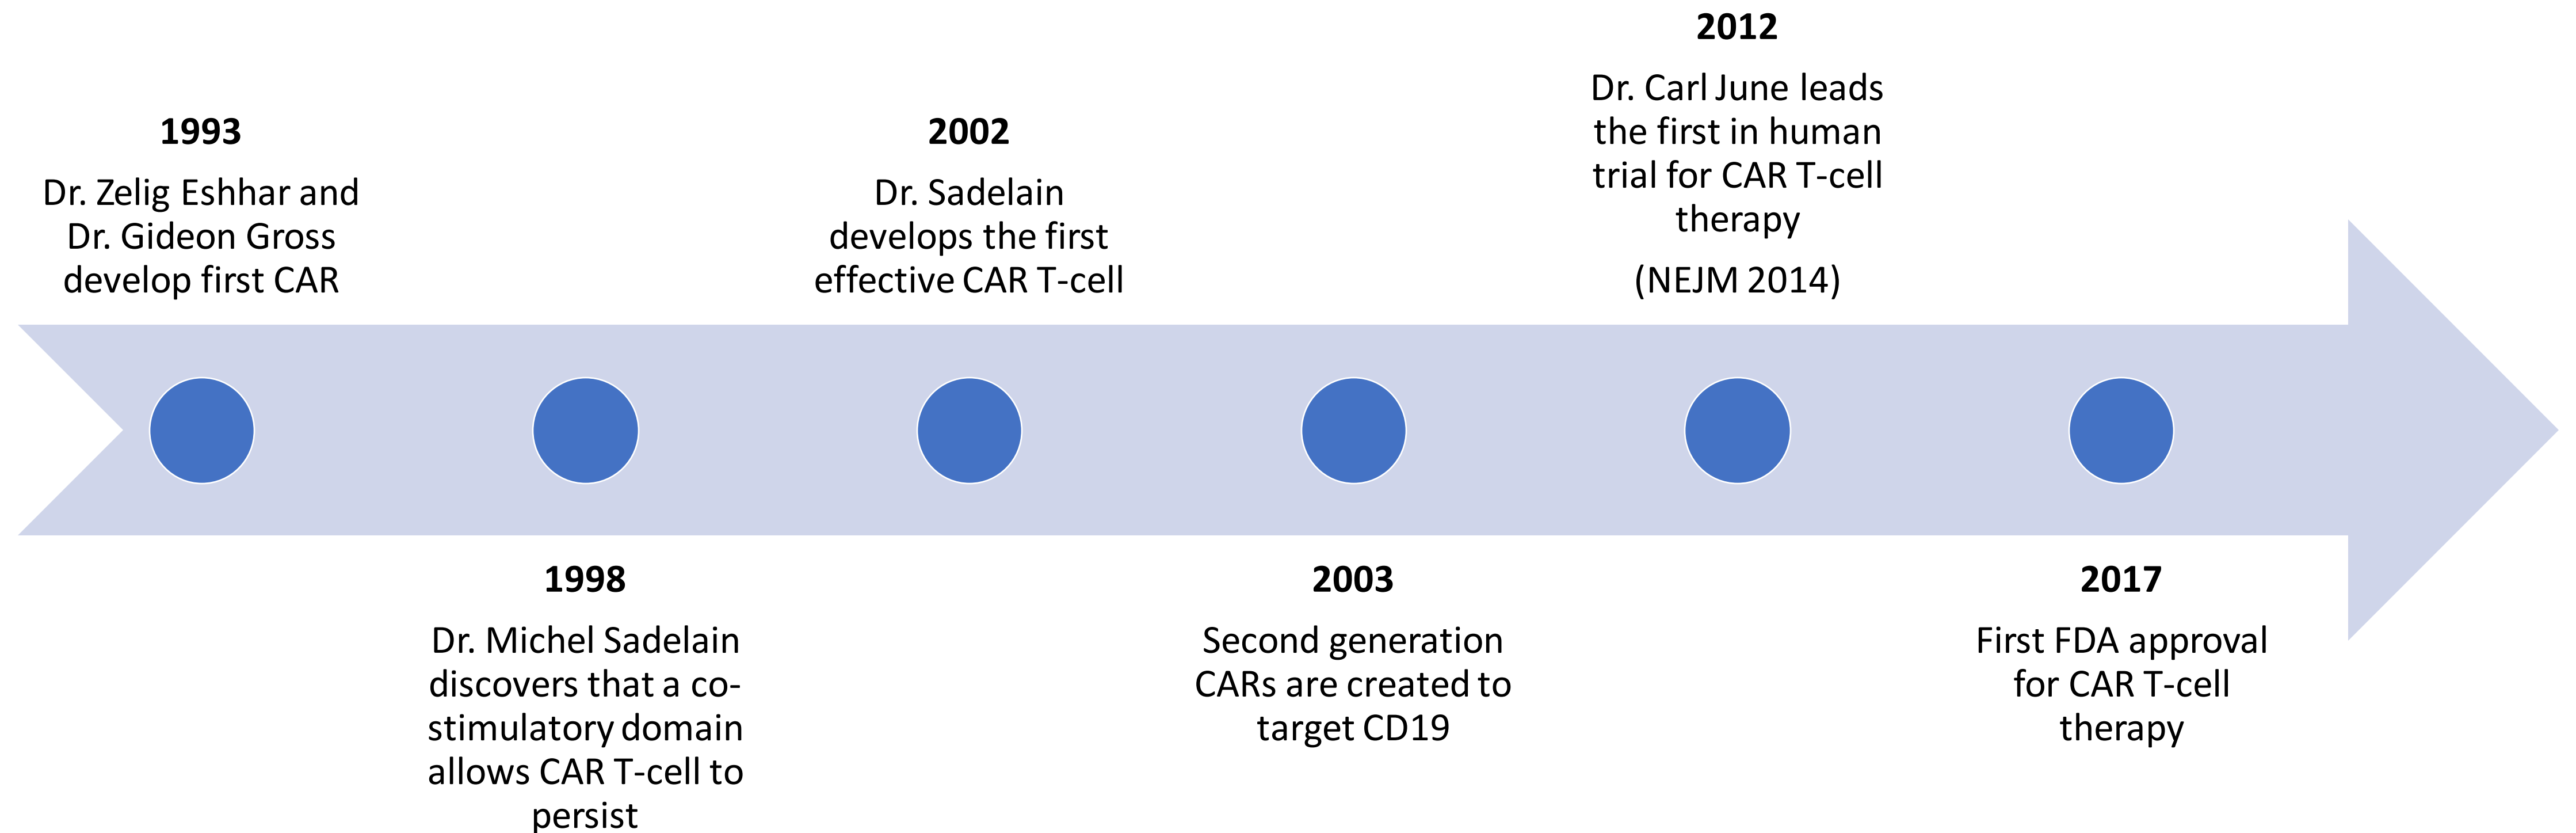 1993
Dr. Zelig Eshhar and
Dr. Gideon Gross
develop first CAR
1998
Dr. Michel Sadelain
discovers that a co-
stimulatory domain
allows CAR T-cell to
persist
2002
Dr. Sadelain
develops the first
effective CAR T-cell
2003
Second generation
CARs are created to
target CD19
2012
Dr. Carl June leads
the first in human
trial for CAR T-cell
therapy
(NEJM 2014)
2017
First FDA approval
for CAR T-cell
therapy